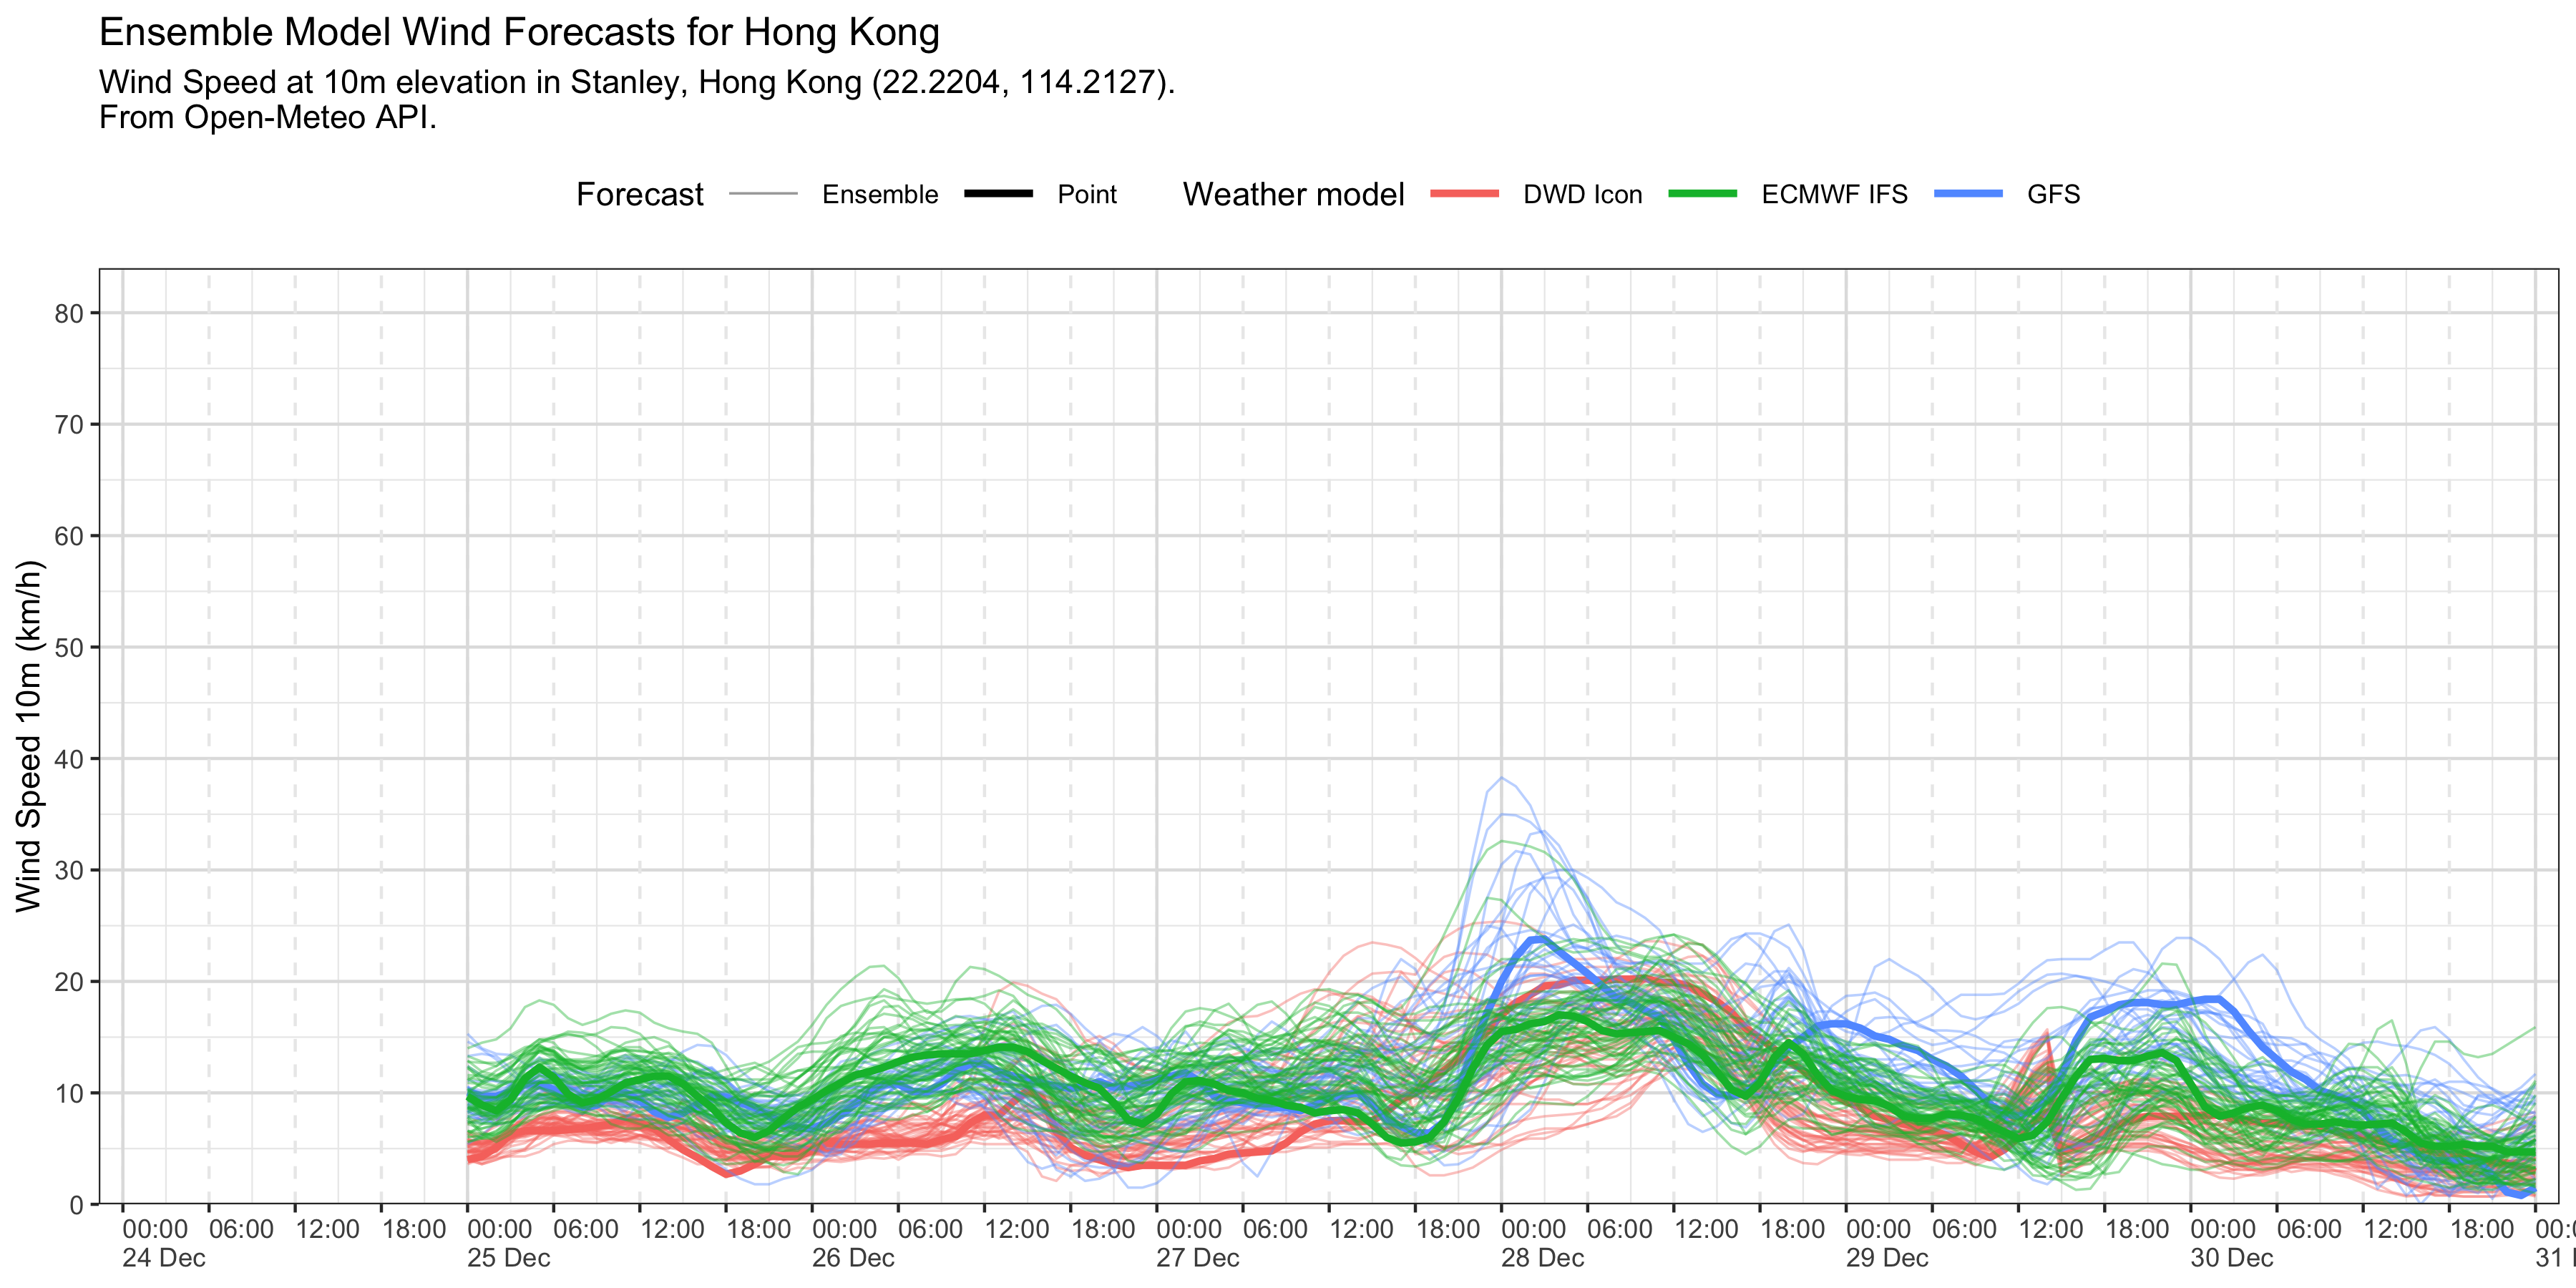 Ensemble Model Wind Forecasts for Hong Kong
Wind Speed at 10m elevation in Stanley, Hong Kong (22.2204, 114.2127).
From Open-Meteo API.
Forecast Ensemble Point Weather model DWD Icon ECMWF IFS GFS
Wind Speed 10m (km/h)
80
70
60
50
40
30
20
10
0
00:00 06:00 12:00 18:00 00:00 06:00 12:00 18:00 00:00 06:00 12:00 18:00 00:00 06:00 12:00 18:00 00:00 06:00 12:00 18:00 00:00 06:00 12:00 18:00 00:00 06:00 12:00 18:00
24 Dec 25 Dec 26 Dec 27 Dec 28 Dec 29 Dec 30 Dec 31